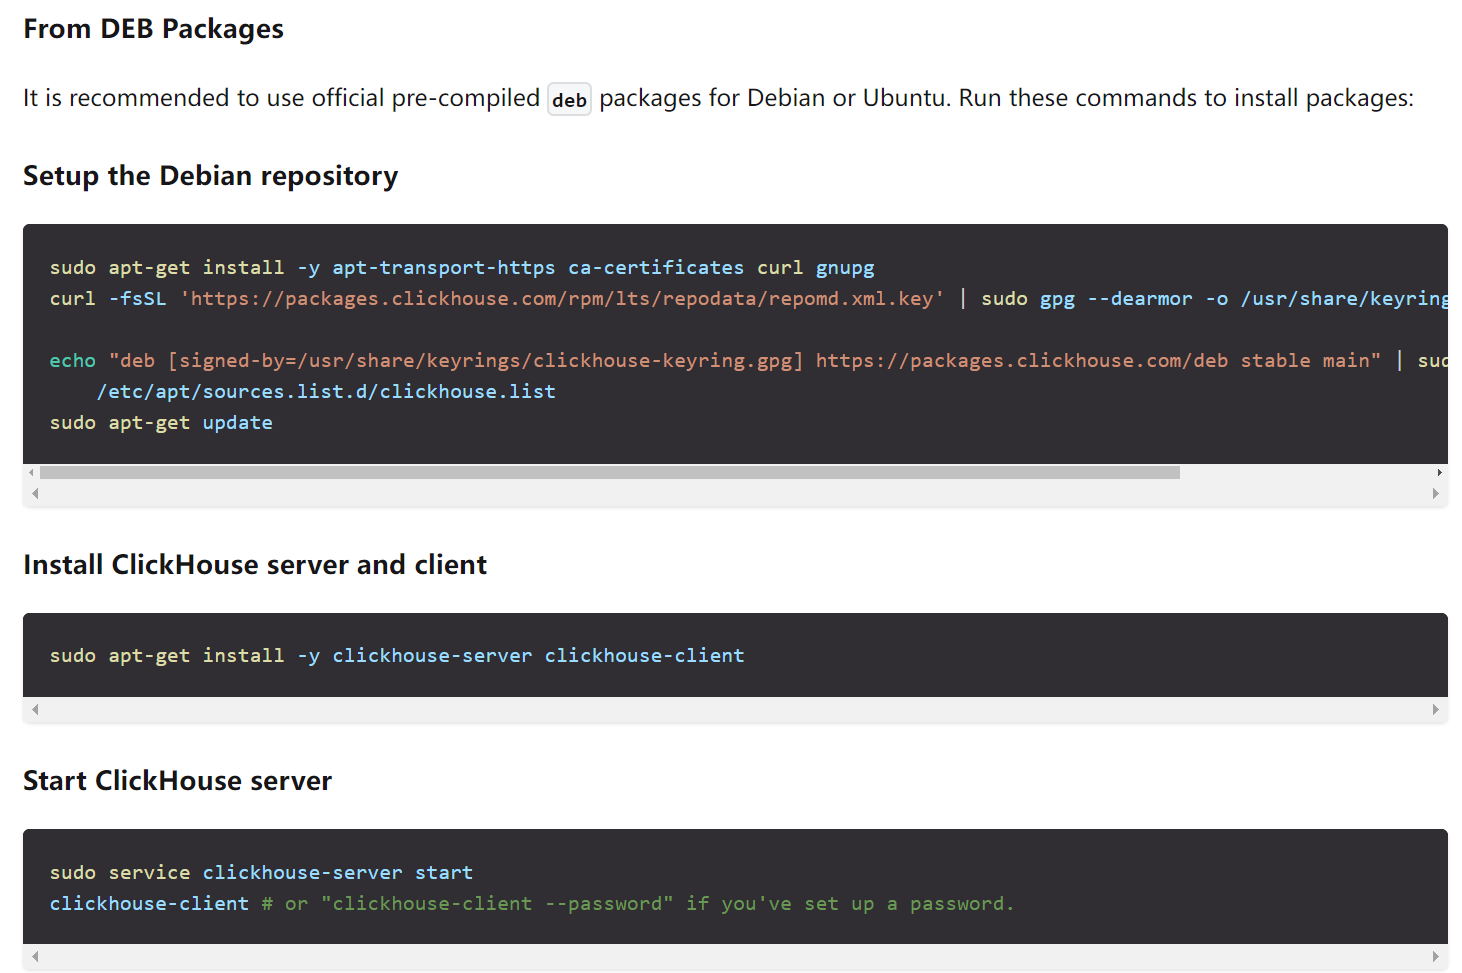 From DEB Packages
It is recommended to use official pre-compiled deb packages for Debian or Ubuntu. Run these commands to install packages:
Setup the Debian repository
sudo apt-get install -y apt-transport-https ca-certificates curl gnupg
curl -fsSL 'https://packages.clickhouse.com/rpm/lts/repodata/repomd.xml.key' | sudo gpg --dearmor -o /usr/share/keyring
echo "deb [signed-by=/usr/share/keyrings/clickhouse-keyring.gpg] https://packages.clickhouse.com/deb stable main" | sud
/etc/apt/sources.list.d/clickhouse.list
sudo apt-get update
Install ClickHouse server and client
sudo apt-get install -y clickhouse-server clickhouse-client
Start ClickHouse server
sudo service clickhouse-server start
clickhouse-client # or "clickhouse-client --password" if you've set up a password.